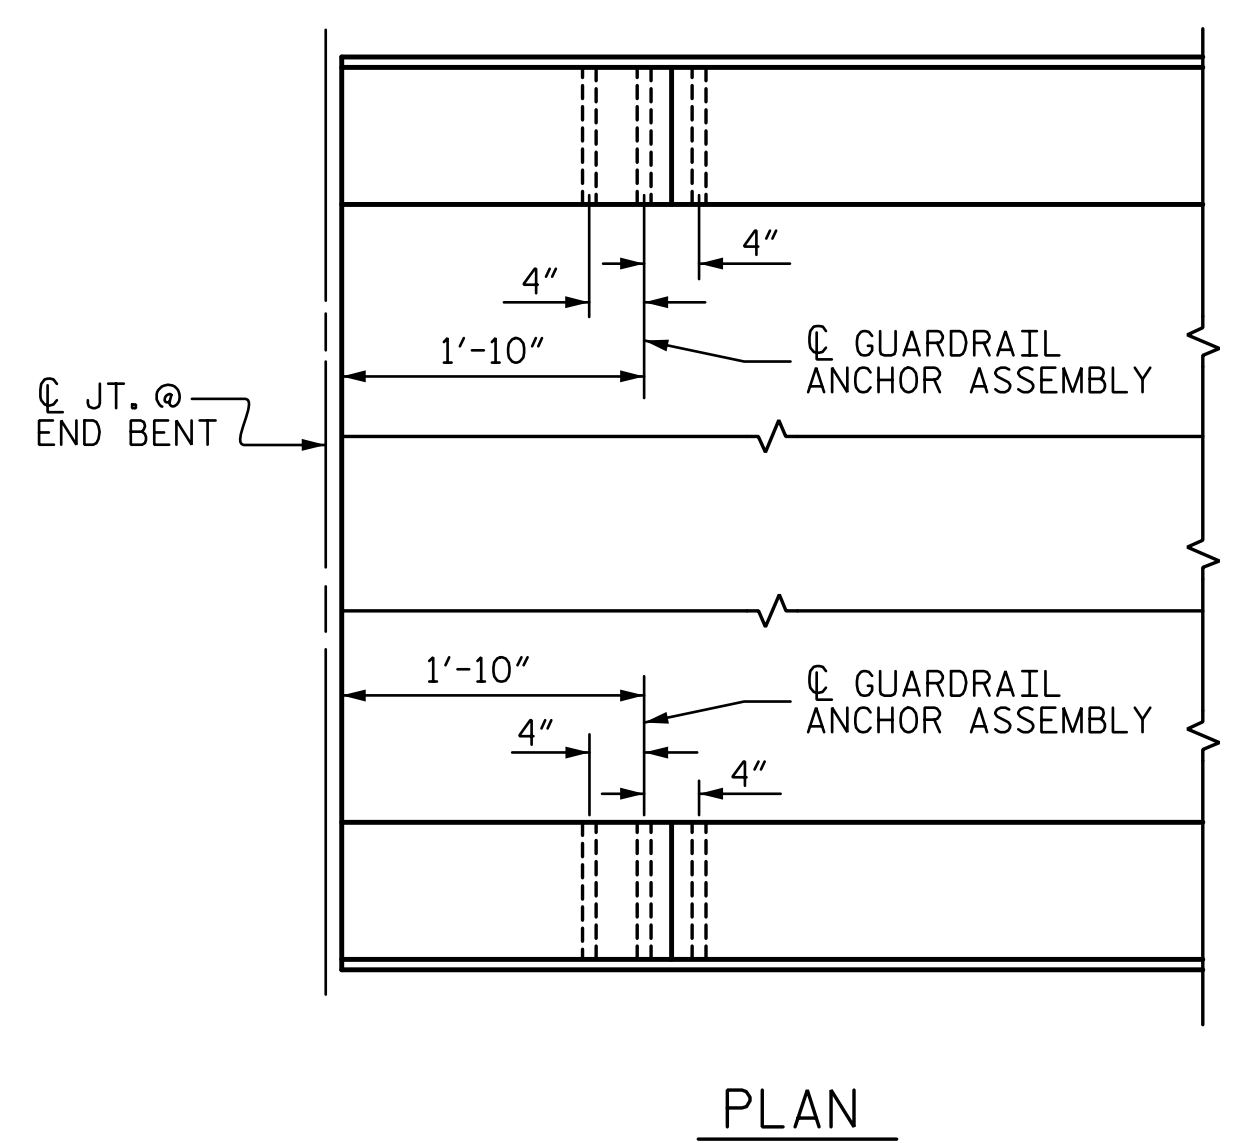 4"
4"
1'-10"
℄ GUARDRAIL
ANCHOR ASSEMBLY
℄ JT. @
END BENT
1'-10"
℄ GUARDRAIL
ANCHOR ASSEMBLY
4"
4"
PLAN